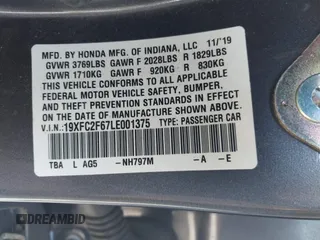 MFD. BY HONDA MFG. OF INDIANA, LLC 11/'19
GVWR 3769LBS GAWR F 2028LBS R 1829LBS
GVWR 1710KG GAWR F 920KG R 830KG
THIS VEHICLE CONFORMS TO ALL APPLICABLE
FEDERAL MOTOR VEHICLE SAFETY, BUMPER,
AND THEFT PREVENTION STANDARDS IN EFFECT
ON THE DATE OF MANUFACTURE SHOWN ABOVE.
V.I.N.:19XFC2F67LE001375 TYPE: PASSENGER CAR
TBA L AG5 -NH797M -A -E
DREAMBID